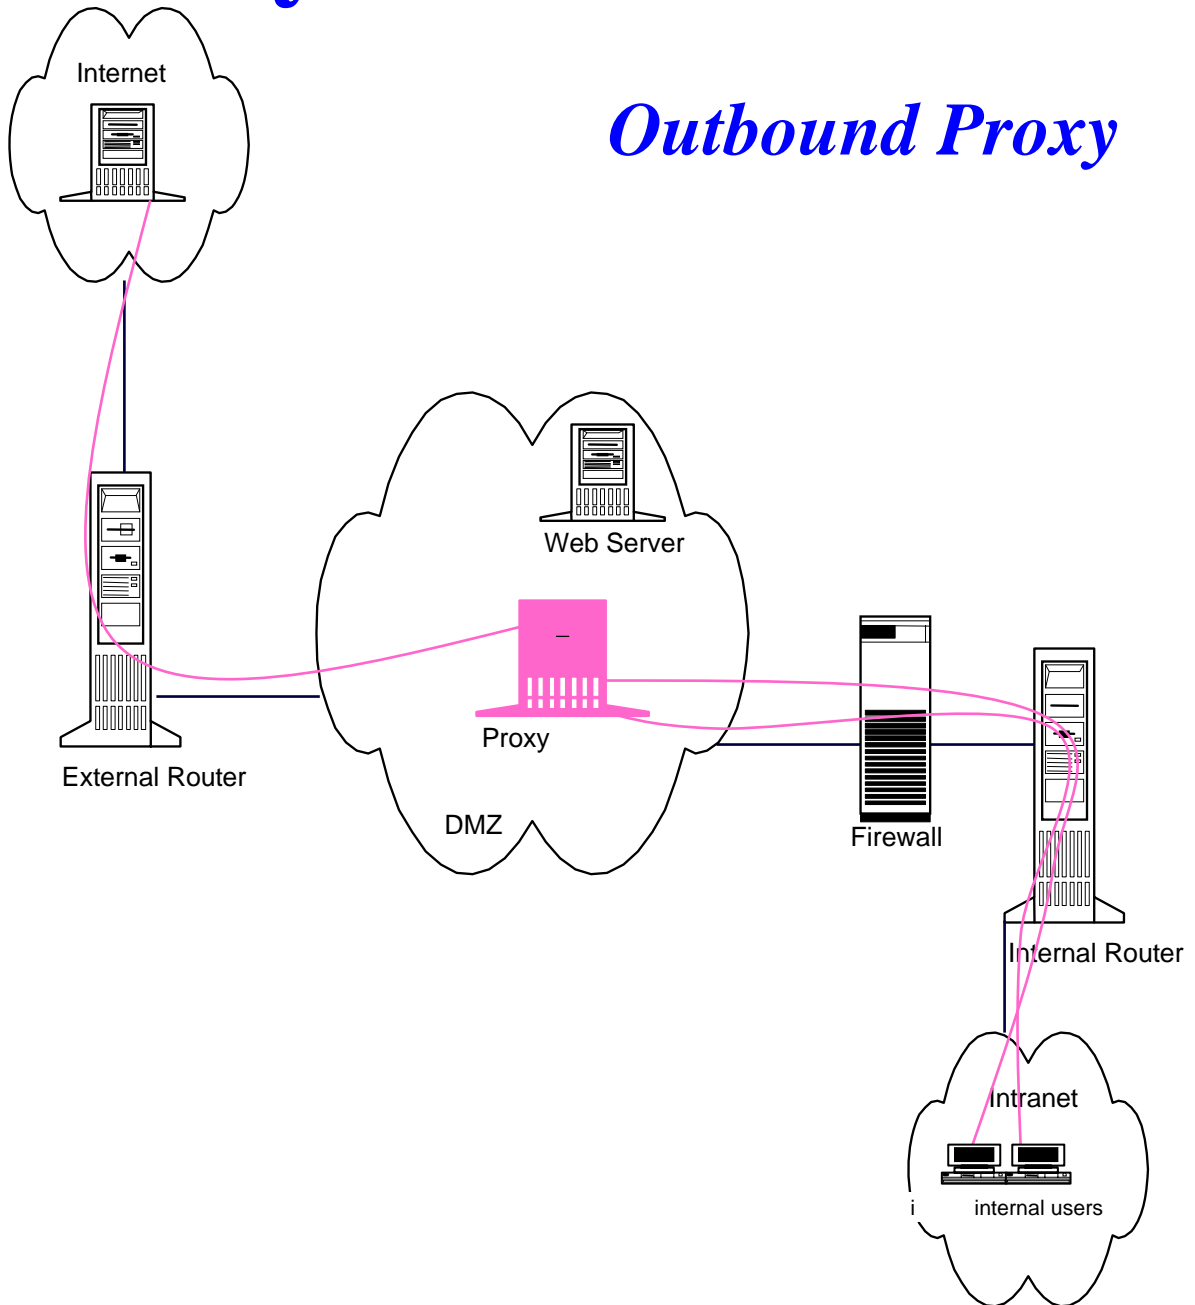 Internet
Outbound Proxy
Web Server
Proxy
External Router
DMZ
Firewall
Internal Router
Intranet
i internal users